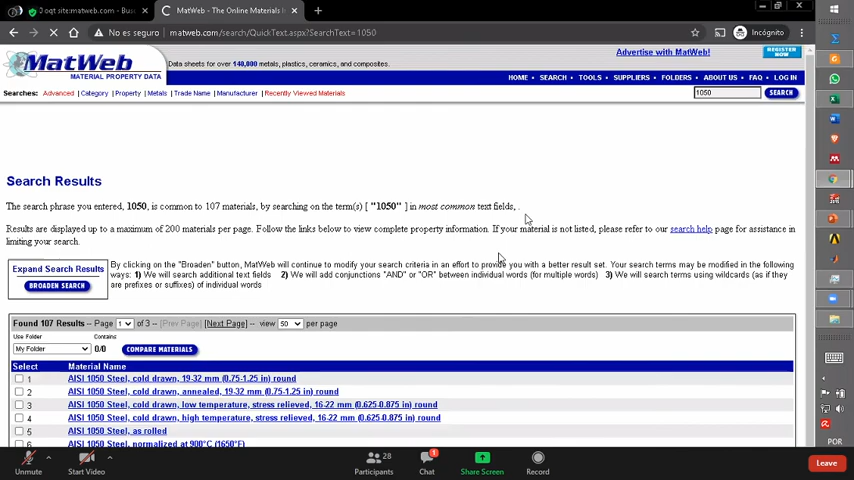 oqt site:matweb.com - Busc
MatWeb - The Online Materials In
No es seguro
matweb.com/search/QuickText.aspx?SearchText=1050
Incógnito
MatWeb
MATERIAL PROPERTY DATA
Data sheets for over 140,000 metals, plastics, ceramics, and composites.
Advertise with MatWeb!
REGISTER NOW
HOME · SEARCH · TOOLS · SUPPLIERS · FOLDERS · ABOUT US · FAQ · LOG IN
Searches: Advanced | Category | Property | Metals | Trade Name | Manufacturer | Recently Viewed Materials
1050
SEARCH
Search Results
The search phrase you entered, 1050, is common to 107 materials, by searching on the term(s) [ "1050" ] in most common text fields, .
Results are displayed up to a maximum of 200 materials per page. Follow the links below to view complete property information. If your material is not listed, please refer to our search help page for assistance in
limiting your search.
Expand Search Results
BROADEN SEARCH
By clicking on the "Broaden" button, MatWeb will continue to modify your search criteria in an effort to provide you with a better result set. Your search terms may be modified in the following
ways: 1) We will search additional text fields 2) We will add conjunctions "AND" or "OR" between individual words (for multiple words) 3) We will search terms using wildcards (as if they
are prefixes or suffixes) of individual words
Found 107 Results -- Page 1 of 3 -- [Prev Page] [Next Page] -- view 50 per page
Use Folder
Contains
My Folder
0/0
COMPARE MATERIALS
Select
Material Name
1 AISI 1050 Steel, cold drawn, 19-32 mm (0.75-1.25 in) round
2 AISI 1050 Steel, cold drawn, annealed, 19-32 mm (0.75-1.25 in) round
3 AISI 1050 Steel, cold drawn, low temperature, stress relieved, 16-22 mm (0.625-0.875 in) round
4 AISI 1050 Steel, cold drawn, high temperature, stress relieved, 16-22 mm (0.625-0.875 in) round
5 AISI 1050 Steel, as rolled
6 AISI 1050 Steel, normalized at 900°C (1650°F)
POR
Unmute
Start Video
28
Participants
1
Chat
Share Screen
Record
Leave